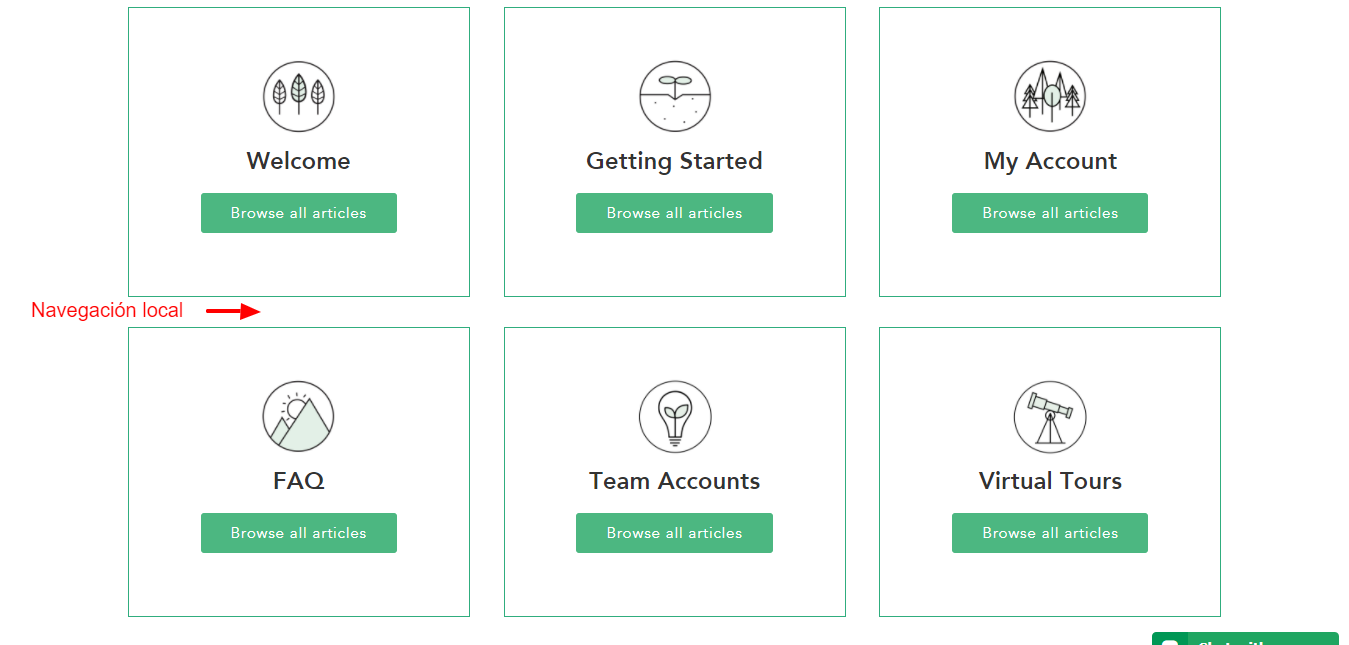 Welcome
Getting Started
My Account
Browse all articles
Browse all articles
Browse all articles
Navegación local
FAQ
Team Accounts
Virtual Tours
Browse all articles
Browse all articles
Browse all articles